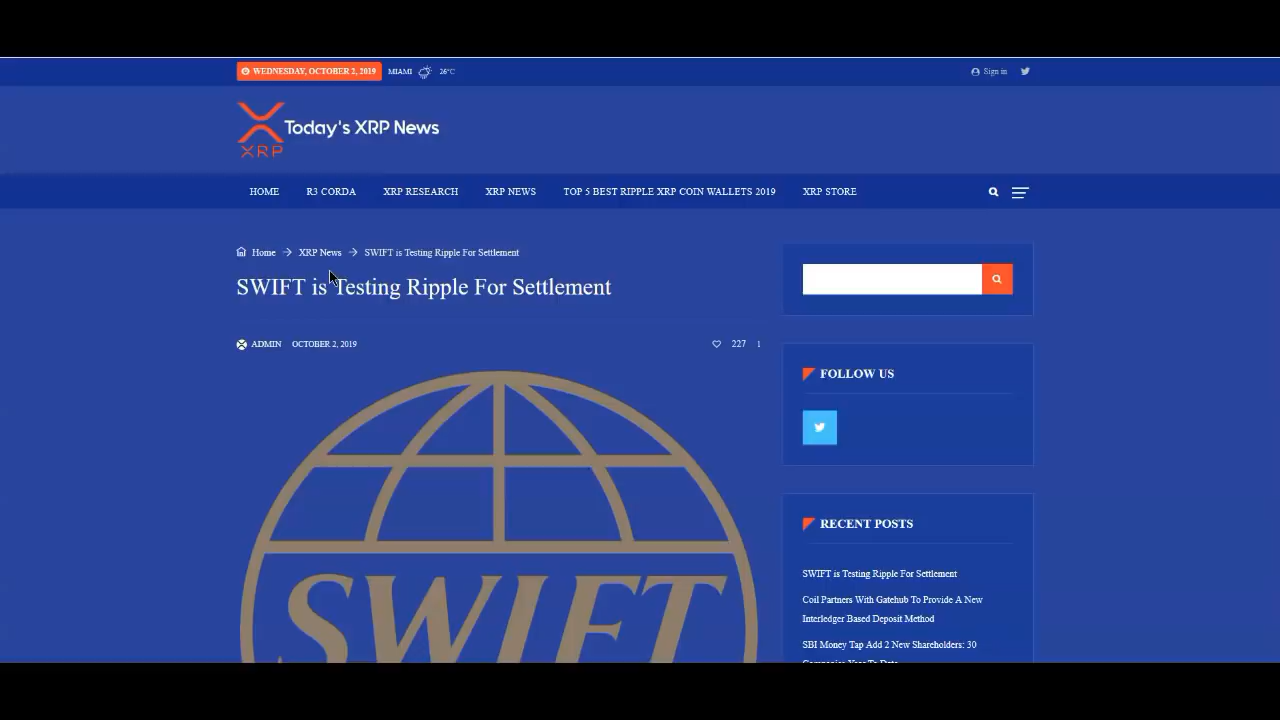 WEDNESDAY, OCTOBER 2, 2019 MIAMI 26°C Sign in
Today's XRP News
XRP
HOME R3 CORDA XRP RESEARCH XRP NEWS TOP 5 BEST RIPPLE XRP COIN WALLETS 2019 XRP STORE
Home XRP News SWIFT is Testing Ripple For Settlement
SWIFT is Testing Ripple For Settlement
ADMIN OCTOBER 2, 2019 227 1
SWIFT
FOLLOW US
RECENT POSTS
SWIFT is Testing Ripple For Settlement
Coil Partners With Gatehub To Provide A New
Interledger Based Deposit Method
SBI Money Tap Add 2 New Shareholders: 30